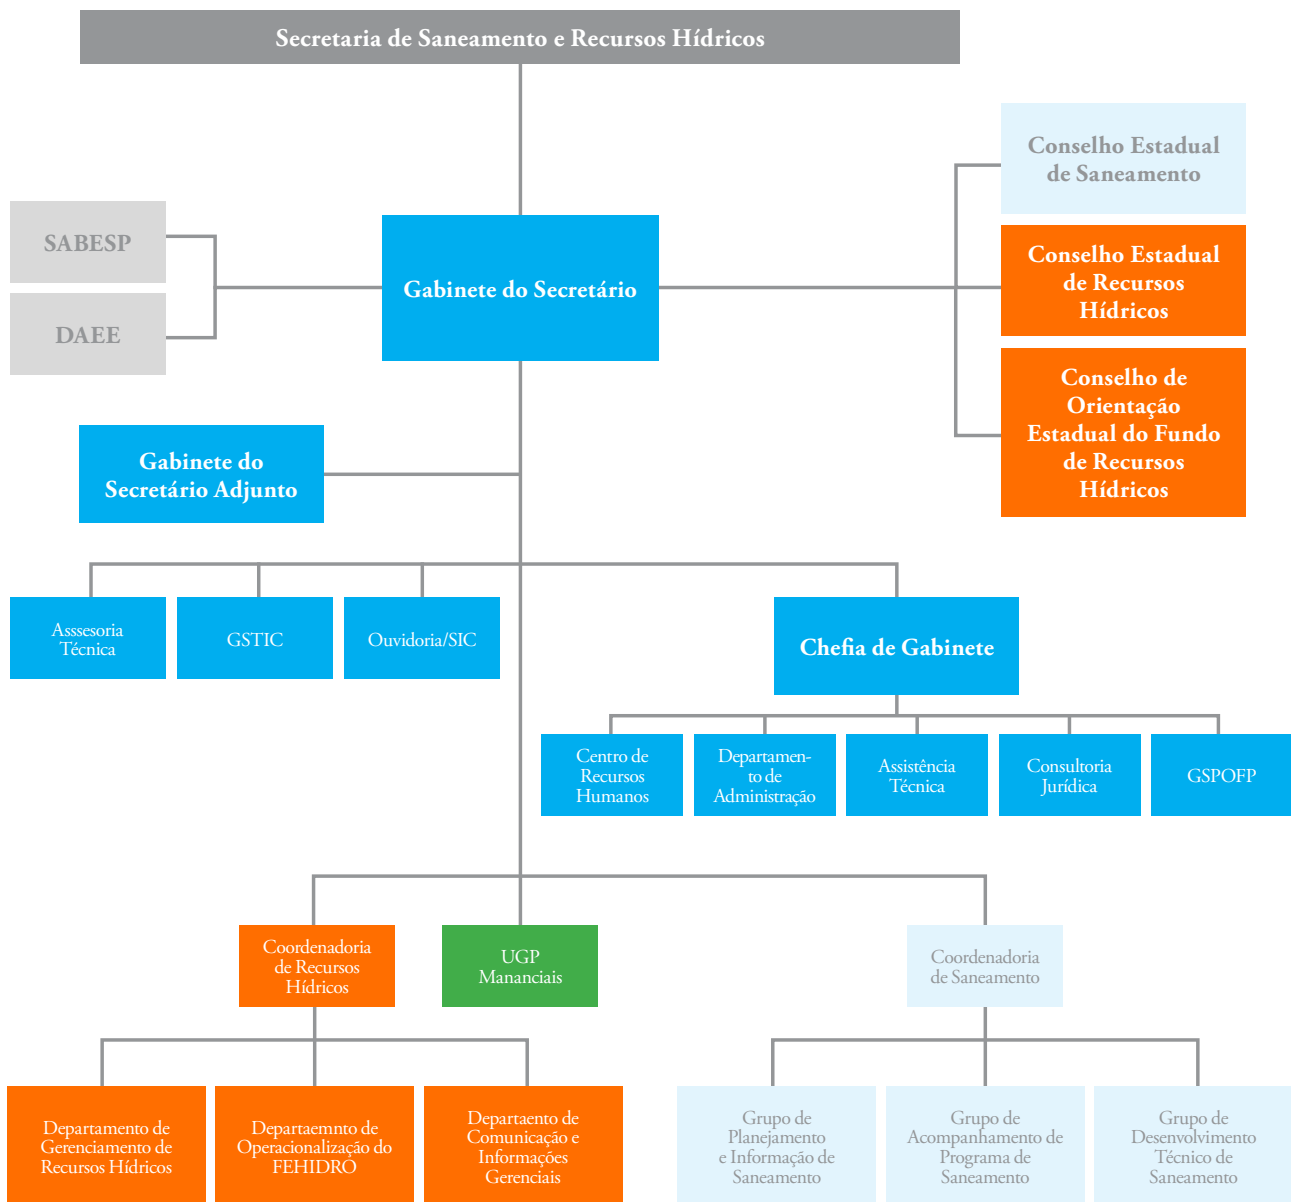 Secretaria de Saneamento e Recursos Hídricos
Conselho Estadual
de Saneamento
SABESP
DAEE
Gabinete do Secretário
Conselho Estadual
de Recursos
Hídricos
Conselho de
Orientação
Estadual do Fundo
de Recursos
Hídricos
Gabinete do
Secretário Adjunto
Asssesoria
Técnica
GSTIC
Ouvidoria/SIC
Chefia de Gabinete
Centro de
Recursos
Humanos
Departamen-
to de
Administração
Assistência
Técnica
Consultoria
Jurídica
GSPOFP
Coordenadoria
de Recursos
Hídricos
UGP
Mananciais
Coordenadoria
de Saneamento
Departamento de
Gerenciamento de
Recursos Hídricos
Departaemnto de
Operacionalização do
FEHIDRO
Departaento de
Comunicação e
Informações
Gerenciais
Grupo de
Planejamento
e Informação de
Saneamento
Grupo de
Acompanhamento de
Programa de
Saneamento
Grupo de
Desenvolvimento
Técnico de
Saneamento